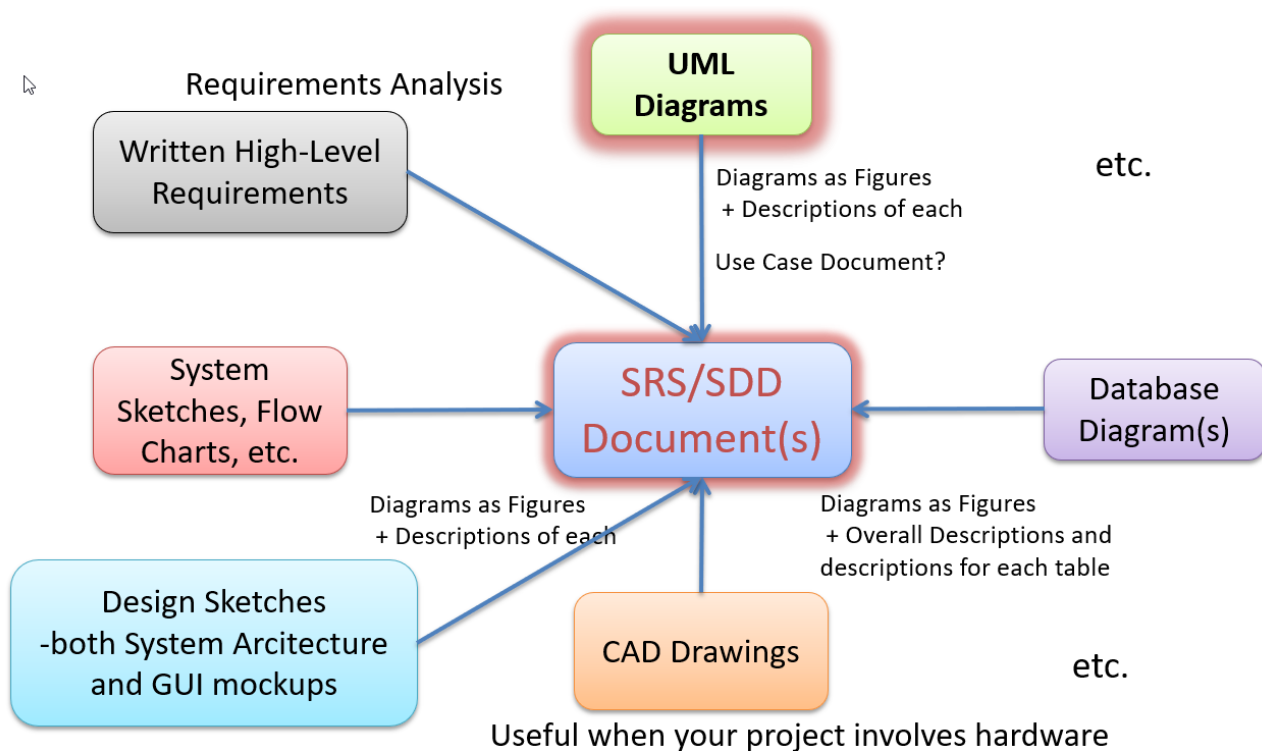 Requirements Analysis
UML
Diagrams
Written High-Level
Requirements
Diagrams as Figures
+ Descriptions of each
Use Case Document?
etc.
System
Sketches, Flow
Charts, etc.
SRS/SDD
Document(s)
Database
Diagram(s)
Diagrams as Figures
+ Descriptions of each
Diagrams as Figures
+ Overall Descriptions and
descriptions for each table
Design Sketches
-both System Arcitecture
and GUI mockups
CAD Drawings
etc.
Useful when your project involves hardware